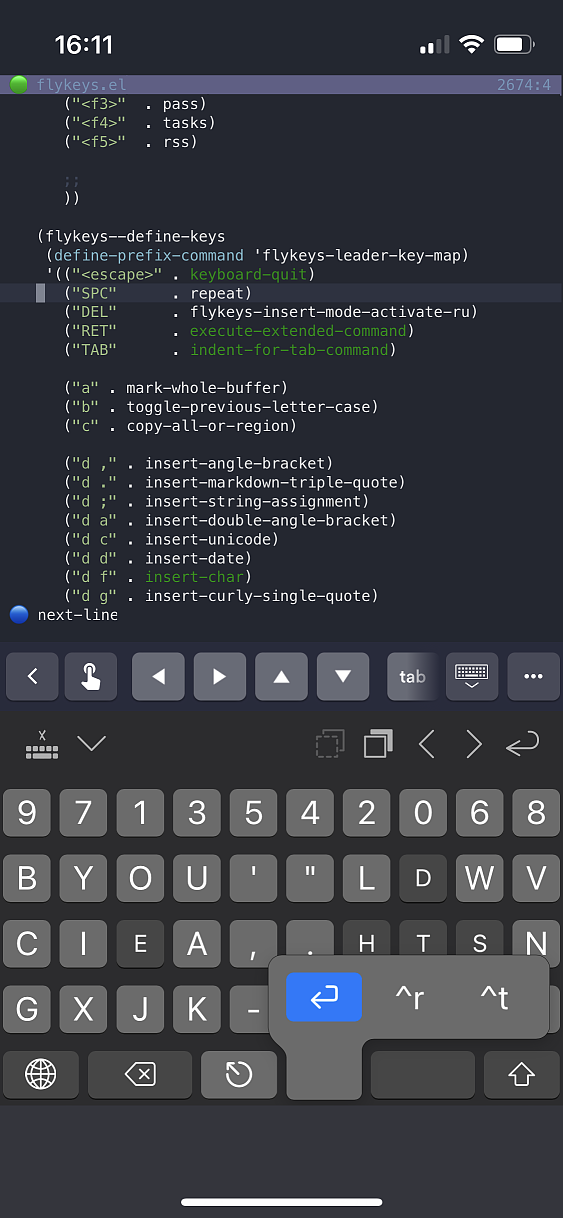 16:11
flykeys.el 2674:4
("<f3>" . pass)
("<f4>" . tasks)
("<f5>" . rss)
;;
))
(flykeys--define-keys
(define-prefix-command 'flykeys-leader-key-map)
'(("<escape>" . keyboard-quit)
("SPC" . repeat)
("DEL" . flykeys-insert-mode-activate-ru)
("RET" . execute-extended-command)
("TAB" . indent-for-tab-command)
("a" . mark-whole-buffer)
("b" . toggle-previous-letter-case)
("c" . copy-all-or-region)
("d ," . insert-angle-bracket)
("d ." . insert-markdown-triple-quote)
("d ;" . insert-string-assignment)
("d a" . insert-double-angle-bracket)
("d c" . insert-unicode)
("d d" . insert-date)
("d f" . insert-char)
("d g" . insert-curly-single-quote)
next-line
tab
x
9 7 1 3 5 4 2 0 6 8
B Y O U ' " L D W V
C I E A , . H T S N
G X J K -
^r ^t